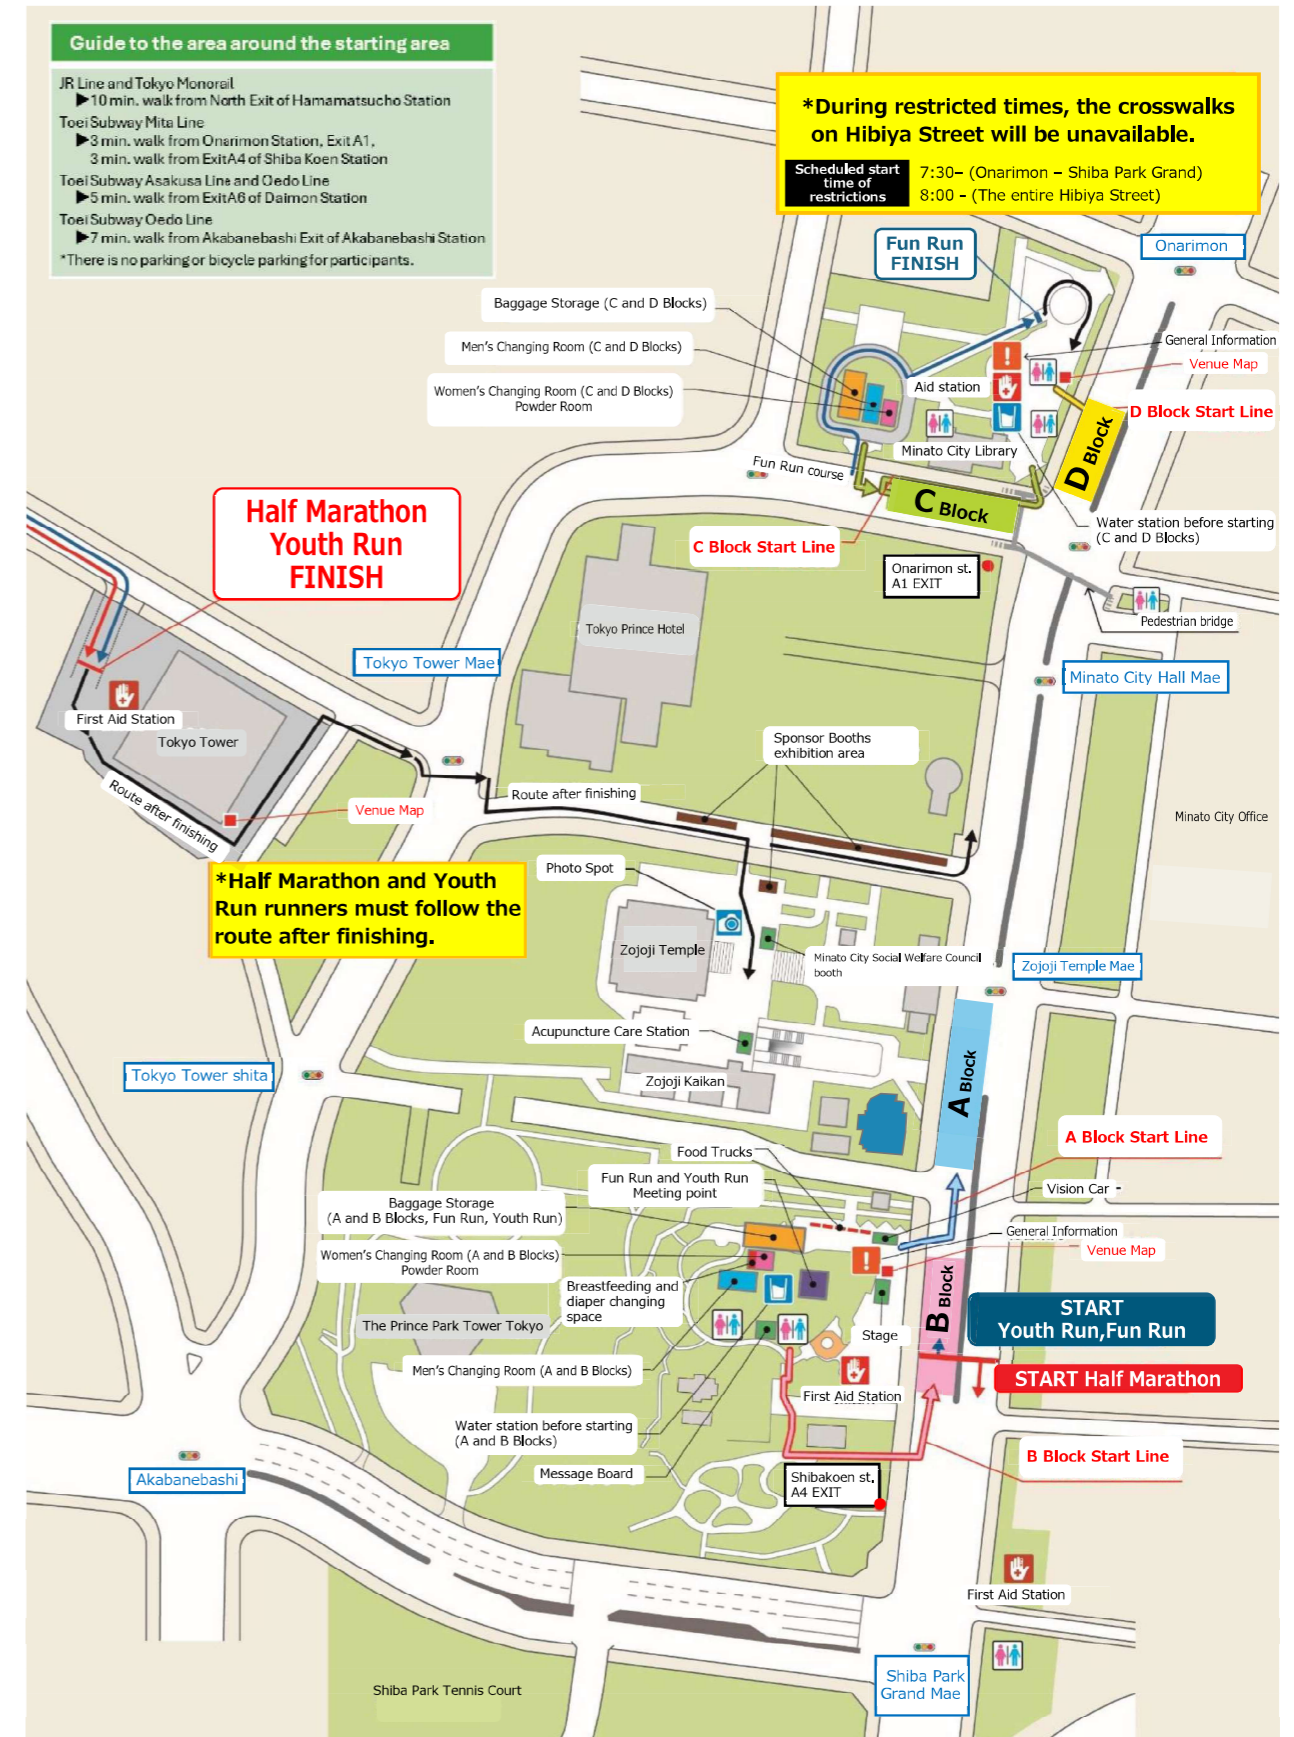 Guide to the area around the starting area
JR Line and Tokyo Monorail
▶10 min. walk from North Exit of Hamamatsucho Station
Toei Subway Mita Line
▶3 min. walk from Onarimon Station, Exit A1,
3 min. walk from ExitA4 of Shiba Koen Station
Toei Subway Asakusa Line and Oedo Line
▶5 min. walk from ExitA6 of Daimon Station
Toei Subway Oedo Line
▶7 min. walk from Akabanebashi Exit of Akabanebashi Station
*There is no parking or bicycle parking for participants.
*During restricted times, the crosswalks
on Hibiya Street will be unavailable.
Scheduled start
time of
restrictions
7:30– (Onarimon – Shiba Park Grand)
8:00 - (The entire Hibiya Street)
Fun Run
FINISH
Onarimon
Baggage Storage (C and D Blocks)
Men's Changing Room (C and D Blocks)
Women's Changing Room (C and D Blocks)
Powder Room
General Information
Venue Map
Aid station
D Block Start Line
D Block
Minato City Library
Fun Run course
C Block
Water station before starting
(C and D Blocks)
C Block Start Line
Onarimon st.
A1 EXIT
Half Marathon
Youth Run
FINISH
Pedestrian bridge
Tokyo Prince Hotel
Tokyo Tower Mae
Minato City Hall Mae
First Aid Station
Tokyo Tower
Sponsor Booths
exhibition area
Route after finishing
Route after finishing
Venue Map
Minato City Office
*Half Marathon and Youth
Run runners must follow the
route after finishing.
Photo Spot
Zojoji Temple
Minato City Social Welfare Council
booth
Zojoji Temple Mae
Acupuncture Care Station
Zojoji Kaikan
Tokyo Tower shita
A Block
A Block Start Line
Food Trucks
Fun Run and Youth Run
Meeting point
Vision Car
Baggage Storage
(A and B Blocks, Fun Run, Youth Run)
General Information
Venue Map
Women's Changing Room (A and B Blocks)
Powder Room
Breastfeeding and
diaper changing
space
B Block
START
Youth Run,Fun Run
The Prince Park Tower Tokyo
Stage
Men's Changing Room (A and B Blocks)
START Half Marathon
First Aid Station
Water station before starting
(A and B Blocks)
B Block Start Line
Message Board
Shibakoen st.
A4 EXIT
Akabanebashi
First Aid Station
Shiba Park
Grand Mae
Shiba Park Tennis Court